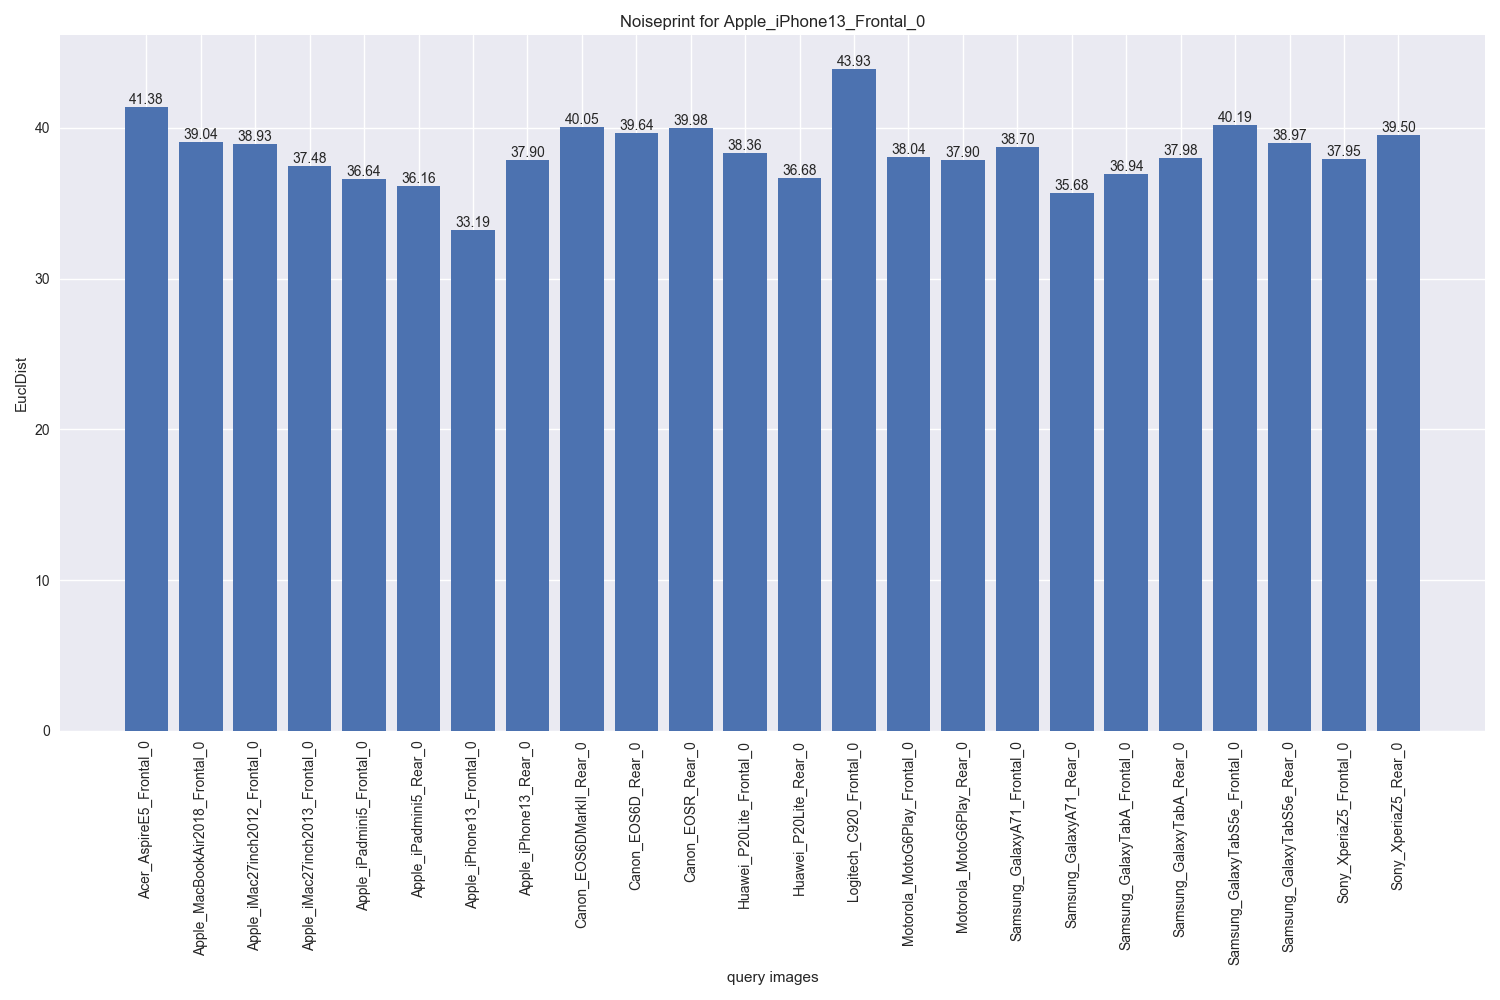 Noiseprint for Apple_iPhone13_Frontal_0
EuclDist
40
30
20
10
0
41.38
39.04
38.93
37.48
36.64
36.16
33.19
37.90
40.05
39.64
39.98
38.36
36.68
43.93
38.04
37.90
38.70
35.68
36.94
37.98
40.19
38.97
37.95
39.50
Acer_AspireE5_Frontal_0
Apple_MacBookAir2018_Frontal_0
Apple_iMac27inch2012_Frontal_0
Apple_iMac27inch2013_Frontal_0
Apple_iPadmini5_Frontal_0
Apple_iPadmini5_Rear_0
Apple_iPhone13_Frontal_0
Apple_iPhone13_Rear_0
Canon_EOS6DMarkII_Rear_0
Canon_EOS6D_Rear_0
Canon_EOSR_Rear_0
Huawei_P20Lite_Frontal_0
Huawei_P20Lite_Rear_0
Logitech_C920_Frontal_0
Motorola_MotoG6Play_Frontal_0
Motorola_MotoG6Play_Rear_0
Samsung_GalaxyA71_Frontal_0
Samsung_GalaxyA71_Rear_0
Samsung_GalaxyTabA_Frontal_0
Samsung_GalaxyTabA_Rear_0
Samsung_GalaxyTabS5e_Frontal_0
Samsung_GalaxyTabS5e_Rear_0
Sony_XperiaZ5_Frontal_0
Sony_XperiaZ5_Rear_0
query images